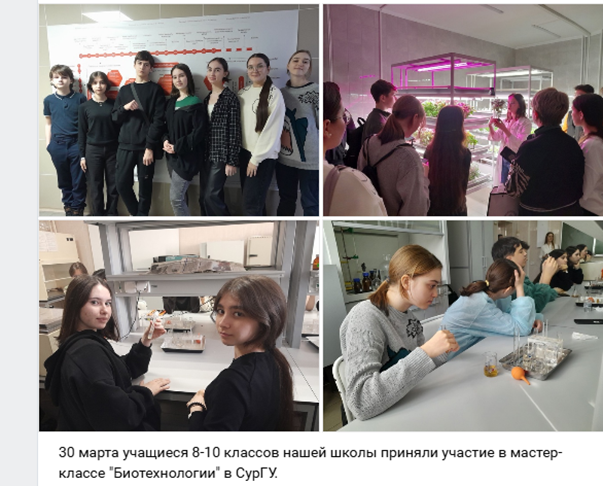 30 марта учащиеся 8-10 классов нашей школы приняли участие в мастер-
классе "Биотехнологии" в СурГУ.